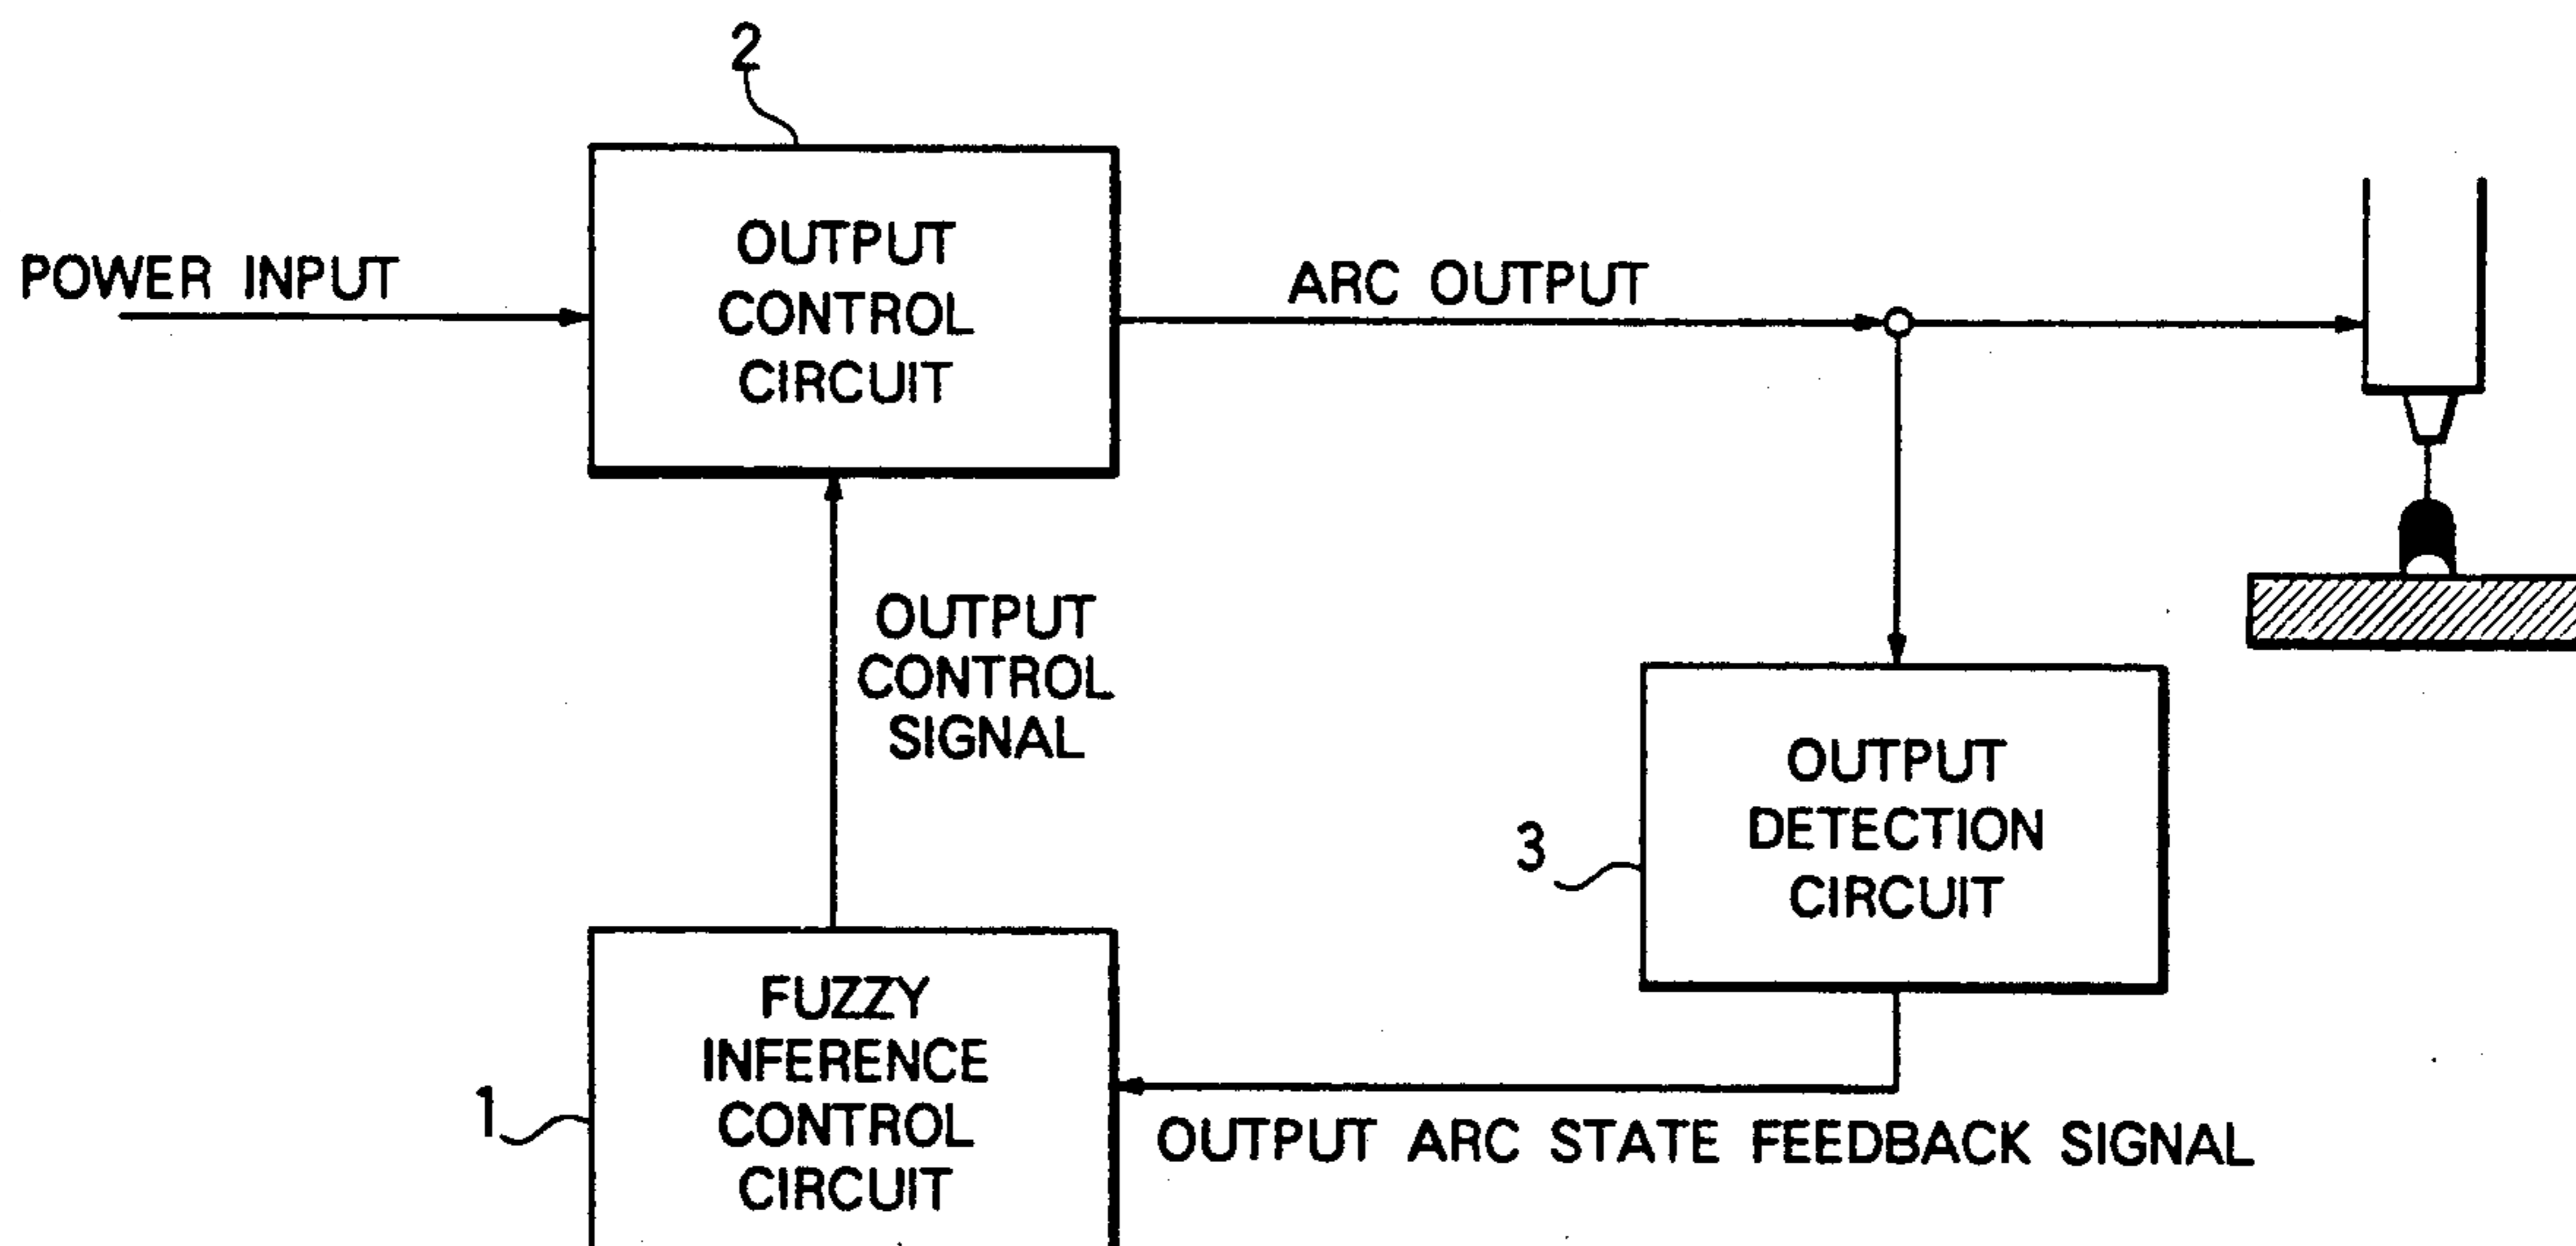 2
OUTPUT
CONTROL
CIRCUIT
POWER INPUT
ARC OUTPUT
OUTPUT
CONTROL
SIGNAL
OUTPUT
DETECTION
CIRCUIT
3
FUZZY
INFERENCE
CONTROL
CIRCUIT
1
OUTPUT ARC STATE FEEDBACK SIGNAL